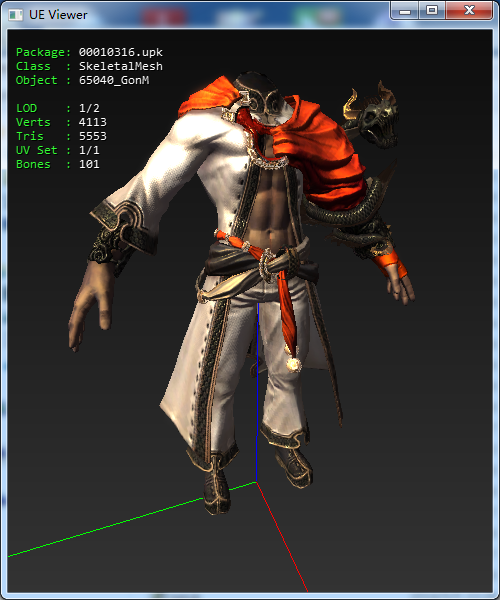 UE Viewer
Package: 00010316.upk
Class : SkeletalMesh
Object : 65040_GonM
LOD : 1/2
Verts : 4113
Tris : 5553
UV Set : 1/1
Bones : 101